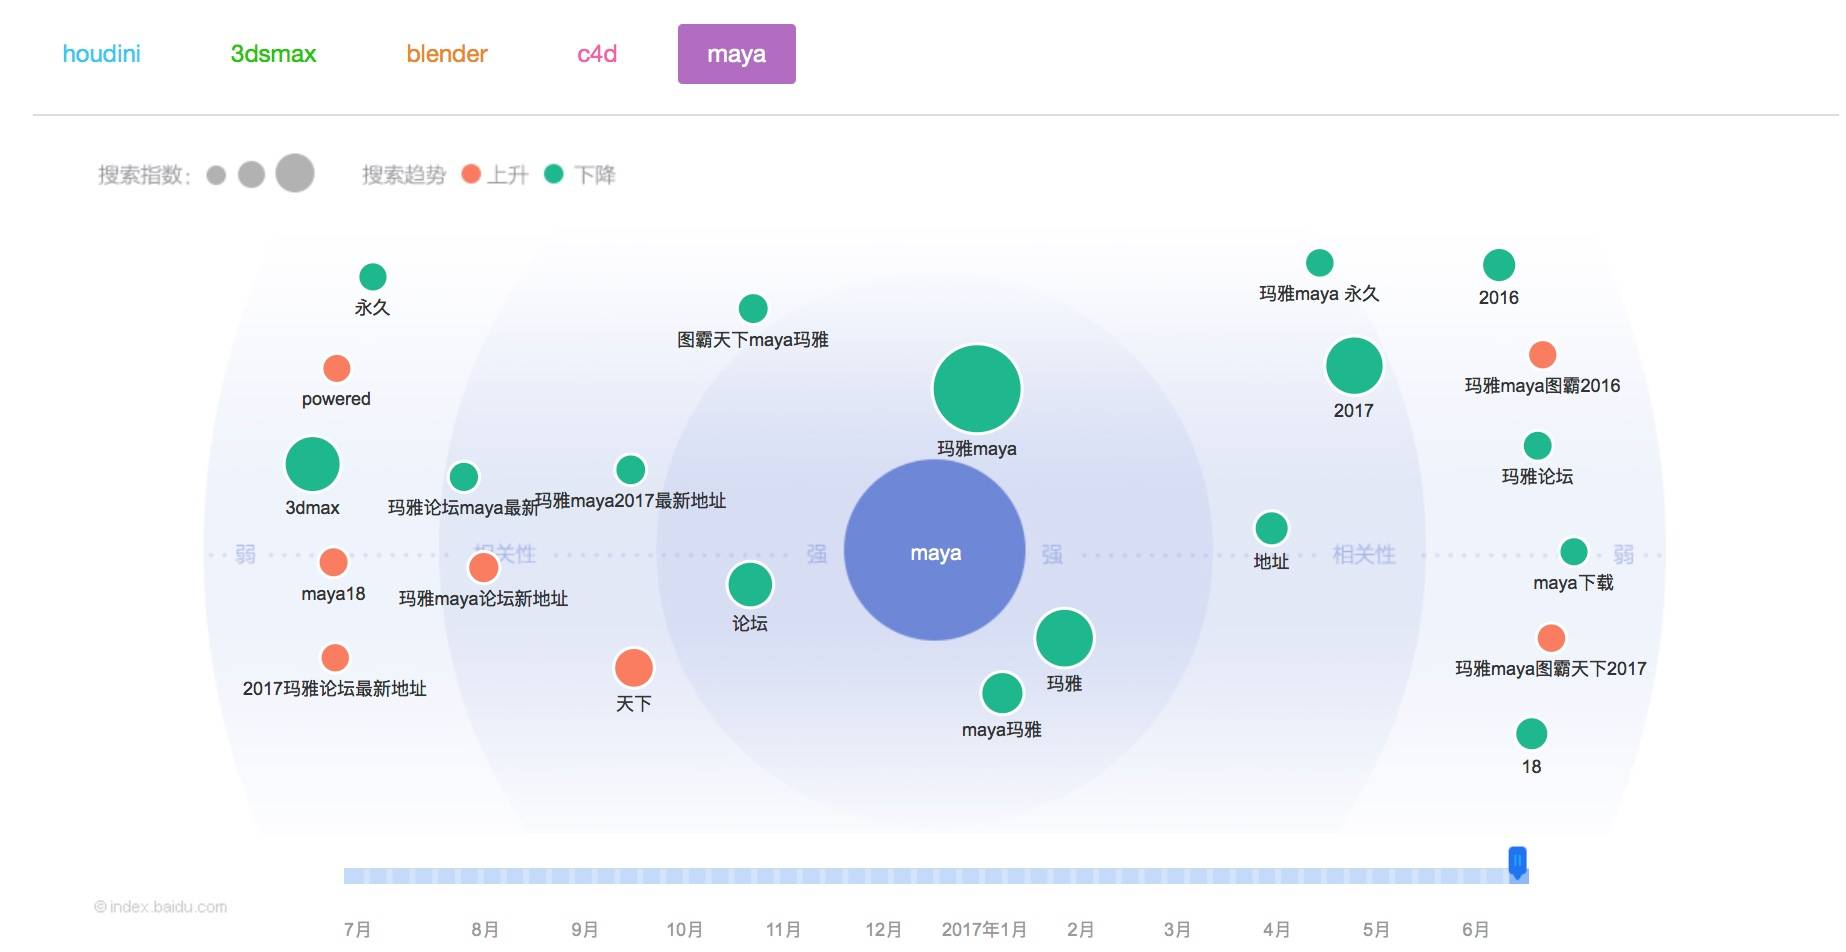 houdini
3dsmax
blender
c4d
maya
搜索指数：
搜索趋势
上升
下降
永久
图霸天下maya玛雅
玛雅maya 永久
2016
powered
玛雅maya
2017
玛雅maya图霸2016
3dmax
玛雅论坛maya最新
玛雅maya2017最新地址
玛雅论坛
弱
相关性
强
maya
强
地址
相关性
maya下载
弱
maya18
玛雅maya论坛新地址
论坛
2017玛雅论坛最新地址
天下
玛雅
maya玛雅
玛雅maya图霸天下2017
18
©index.baidu.com
7月
8月
9月
10月
11月
12月
2017年1月
2月
3月
4月
5月
6月